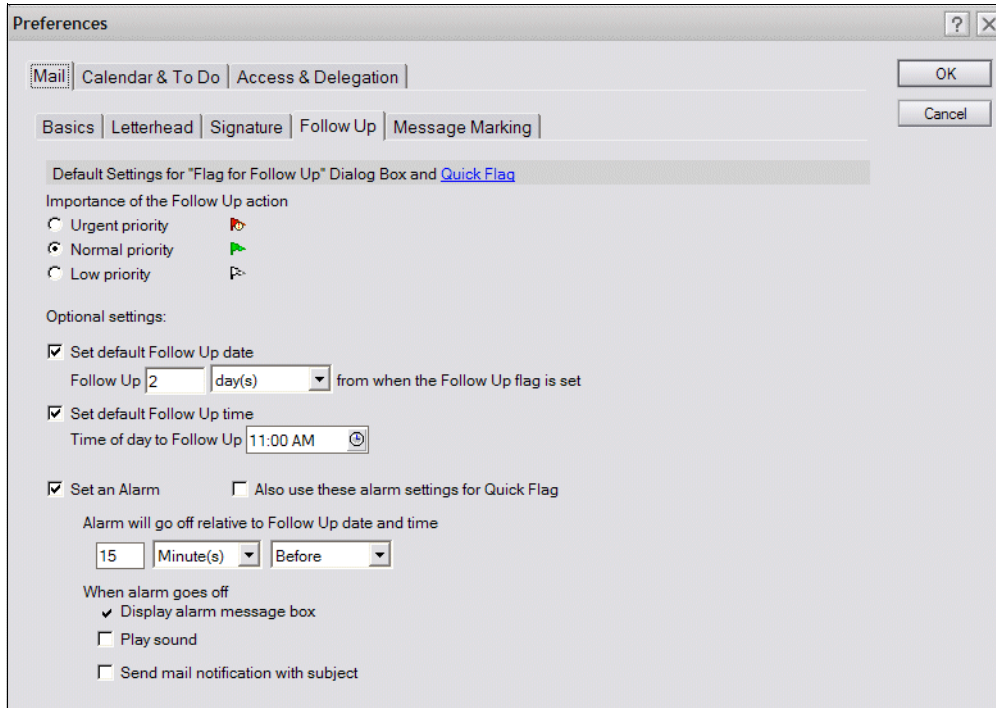 Preferences
Mail Calendar & To Do Access & Delegation
OK
Cancel
Basics Letterhead Signature Follow Up Message Marking
Default Settings for "Flag for Follow Up" Dialog Box and Quick Flag
Importance of the Follow Up action
Urgent priority
Normal priority
Low priority
Optional settings:
Set default Follow Up date
Follow Up 2 day(s) from when the Follow Up flag is set
Set default Follow Up time
Time of day to Follow Up 11:00 AM
Set an Alarm Also use these alarm settings for Quick Flag
Alarm will go off relative to Follow Up date and time
15 Minute(s) Before
When alarm goes off
Display alarm message box
Play sound
Send mail notification with subject